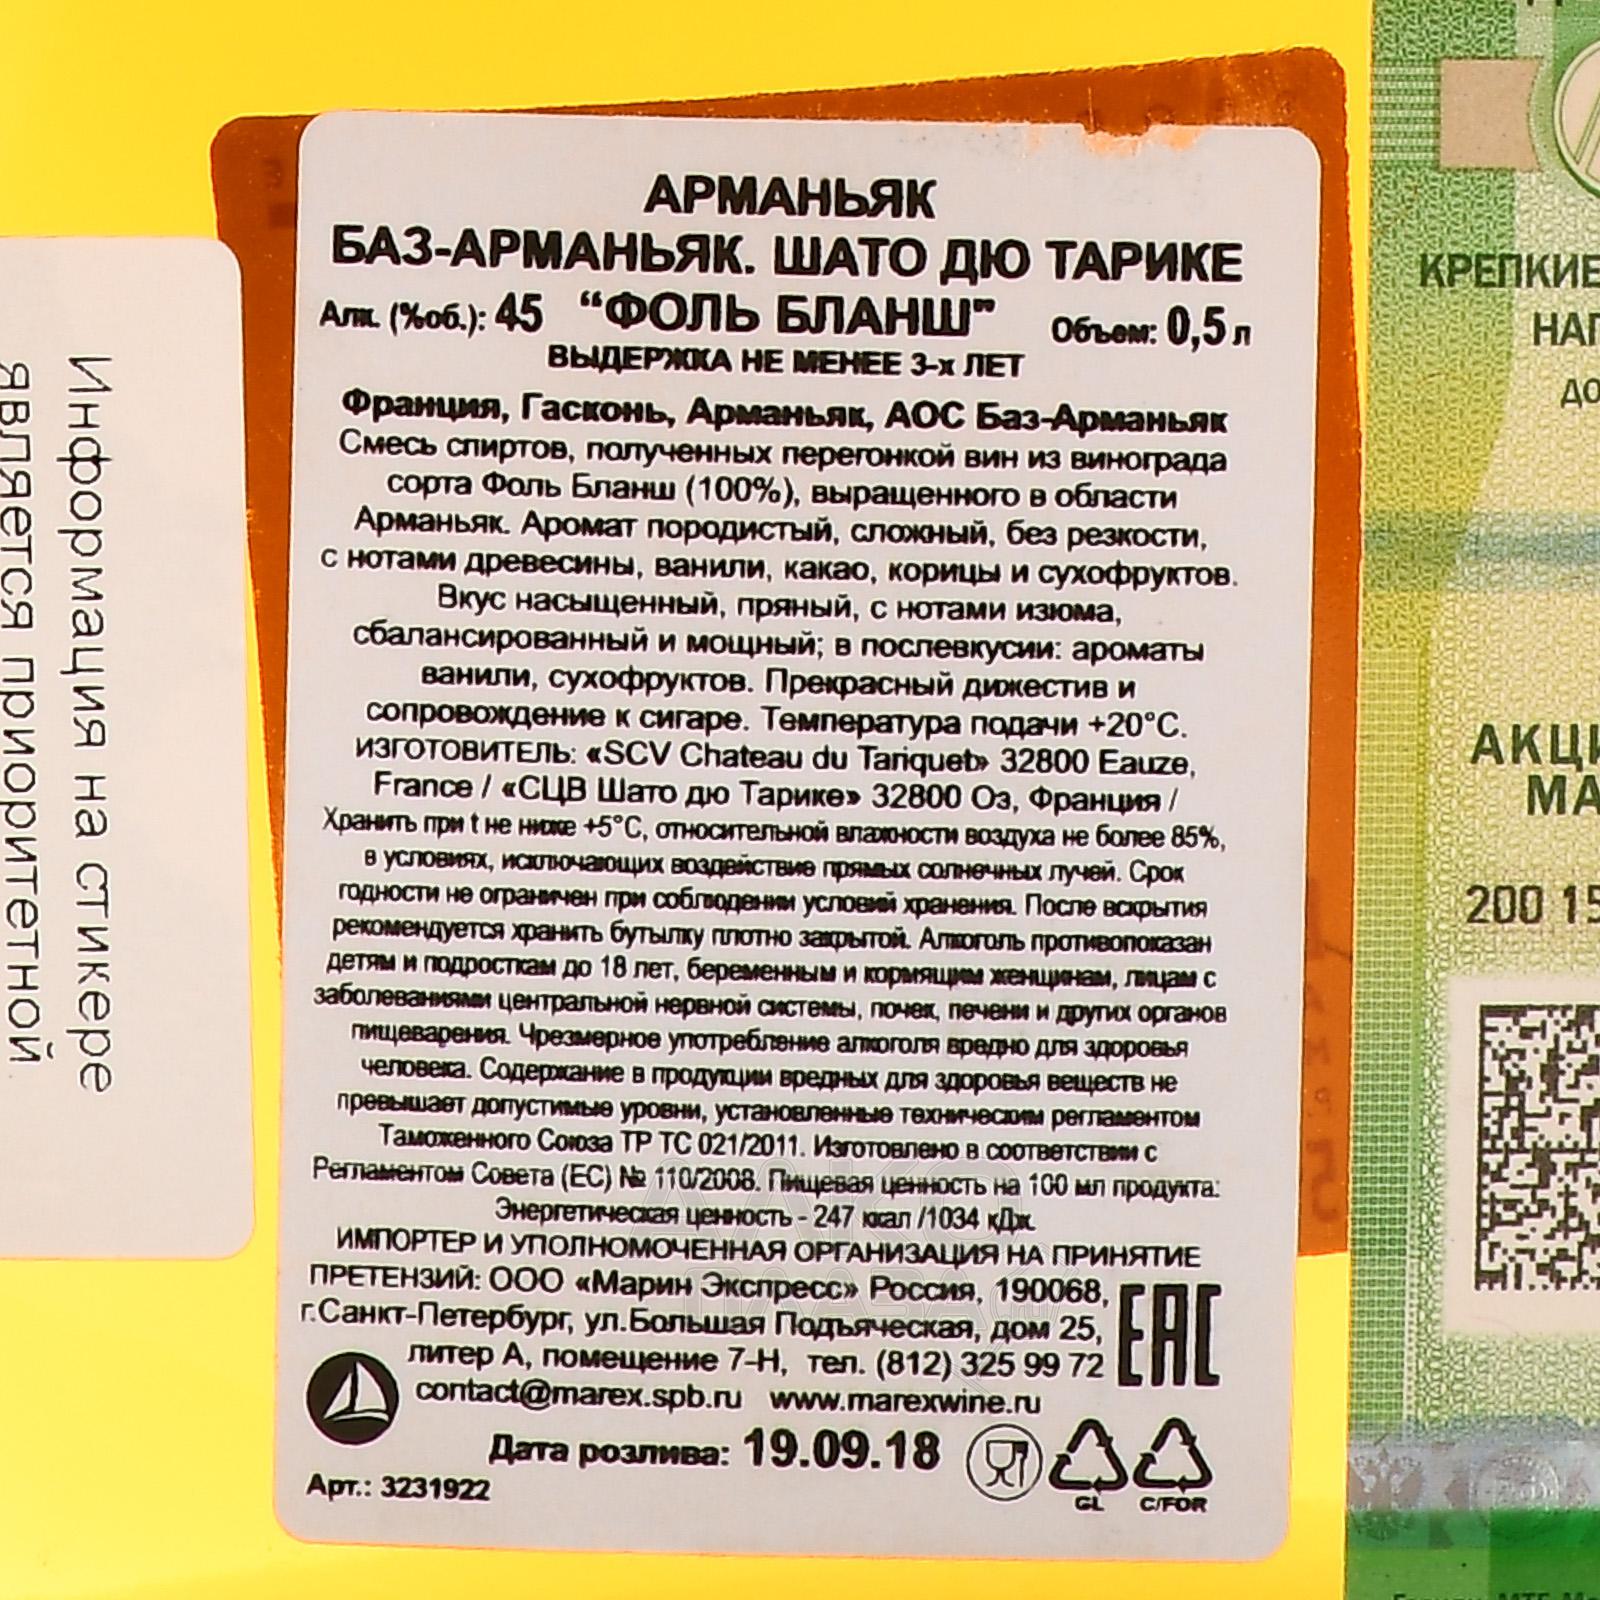 Информация на стикере
является приоритетной
АРМАНЬЯК
БАЗ-АРМАНЬЯК. ШАТО ДЮ ТАРИКЕ
Алк. (%об.): 45 “ФОЛЬ БЛАНШ” Объем: 0,5 л
ВЫДЕРЖКА НЕ МЕНЕЕ 3-х ЛЕТ
Франция, Гасконь, Арманьяк, АОС Баз-Арманьяк
Смесь спиртов, полученных перегонкой вин из винограда
сорта Фоль Бланш (100%), выращенного в области
Арманьяк. Аромат породистый, сложный, без резкости,
с нотами древесины, ванили, какао, корицы и сухофруктов.
Вкус насыщенный, пряный, с нотами изюма,
сбалансированный и мощный; в послевкусии: ароматы
ванили, сухофруктов. Прекрасный дижестив и
сопровождение к сигаре. Температура подачи +20°С.
ИЗГОТОВИТЕЛЬ: «SCV Chateau du Tariquet» 32800 Eauze,
France / «СЦВ Шато дю Тарике» 32800 Оэ, Франция /
Хранить при t не ниже +5°С, относительной влажности воздуха не более 85%,
в условиях, исключающих воздействие прямых солнечных лучей. Срок
годности не ограничен при соблюдении условий хранения. После вскрытия
рекомендуется хранить бутылку плотно закрытой. Алкоголь противопоказан
детям и подросткам до 18 лет, беременным и кормящим женщинам, лицам с
заболеваниями центральной нервной системы, почек, печени и других органов
пищеварения. Чрезмерное употребление алкоголя вредно для здоровья
человека. Содержание в продукции вредных для здоровья веществ не
превышает допустимые уровни, установленные техническим регламентом
Таможенного Союза ТР ТС 021/2011. Изготовлено в соответствии с
Регламентом Совета (ЕС) № 110/2008. Пищевая ценность на 100 мл продукта:
Энергетическая ценность - 247 ккал /1034 кДж.
ИМПОРТЕР И УПОЛНОМОЧЕННАЯ ОРГАНИЗАЦИЯ НА ПРИНЯТИЕ
ПРЕТЕНЗИЙ: ООО «Марин Экспресс» Россия, 190068,
г.Санкт-Петербург, ул.Большая Подъяческая, дом 25,
литер А, помещение 7-Н, тел. (812) 325 99 72
EAC
contact@marex.spb.ru www.marexwine.ru
Дата розлива: 19.09.18
Арт.: 3231922
GL C/FOR
КРЕПКИЕ
НАП
ДО
АКЦИ
МА
200 15